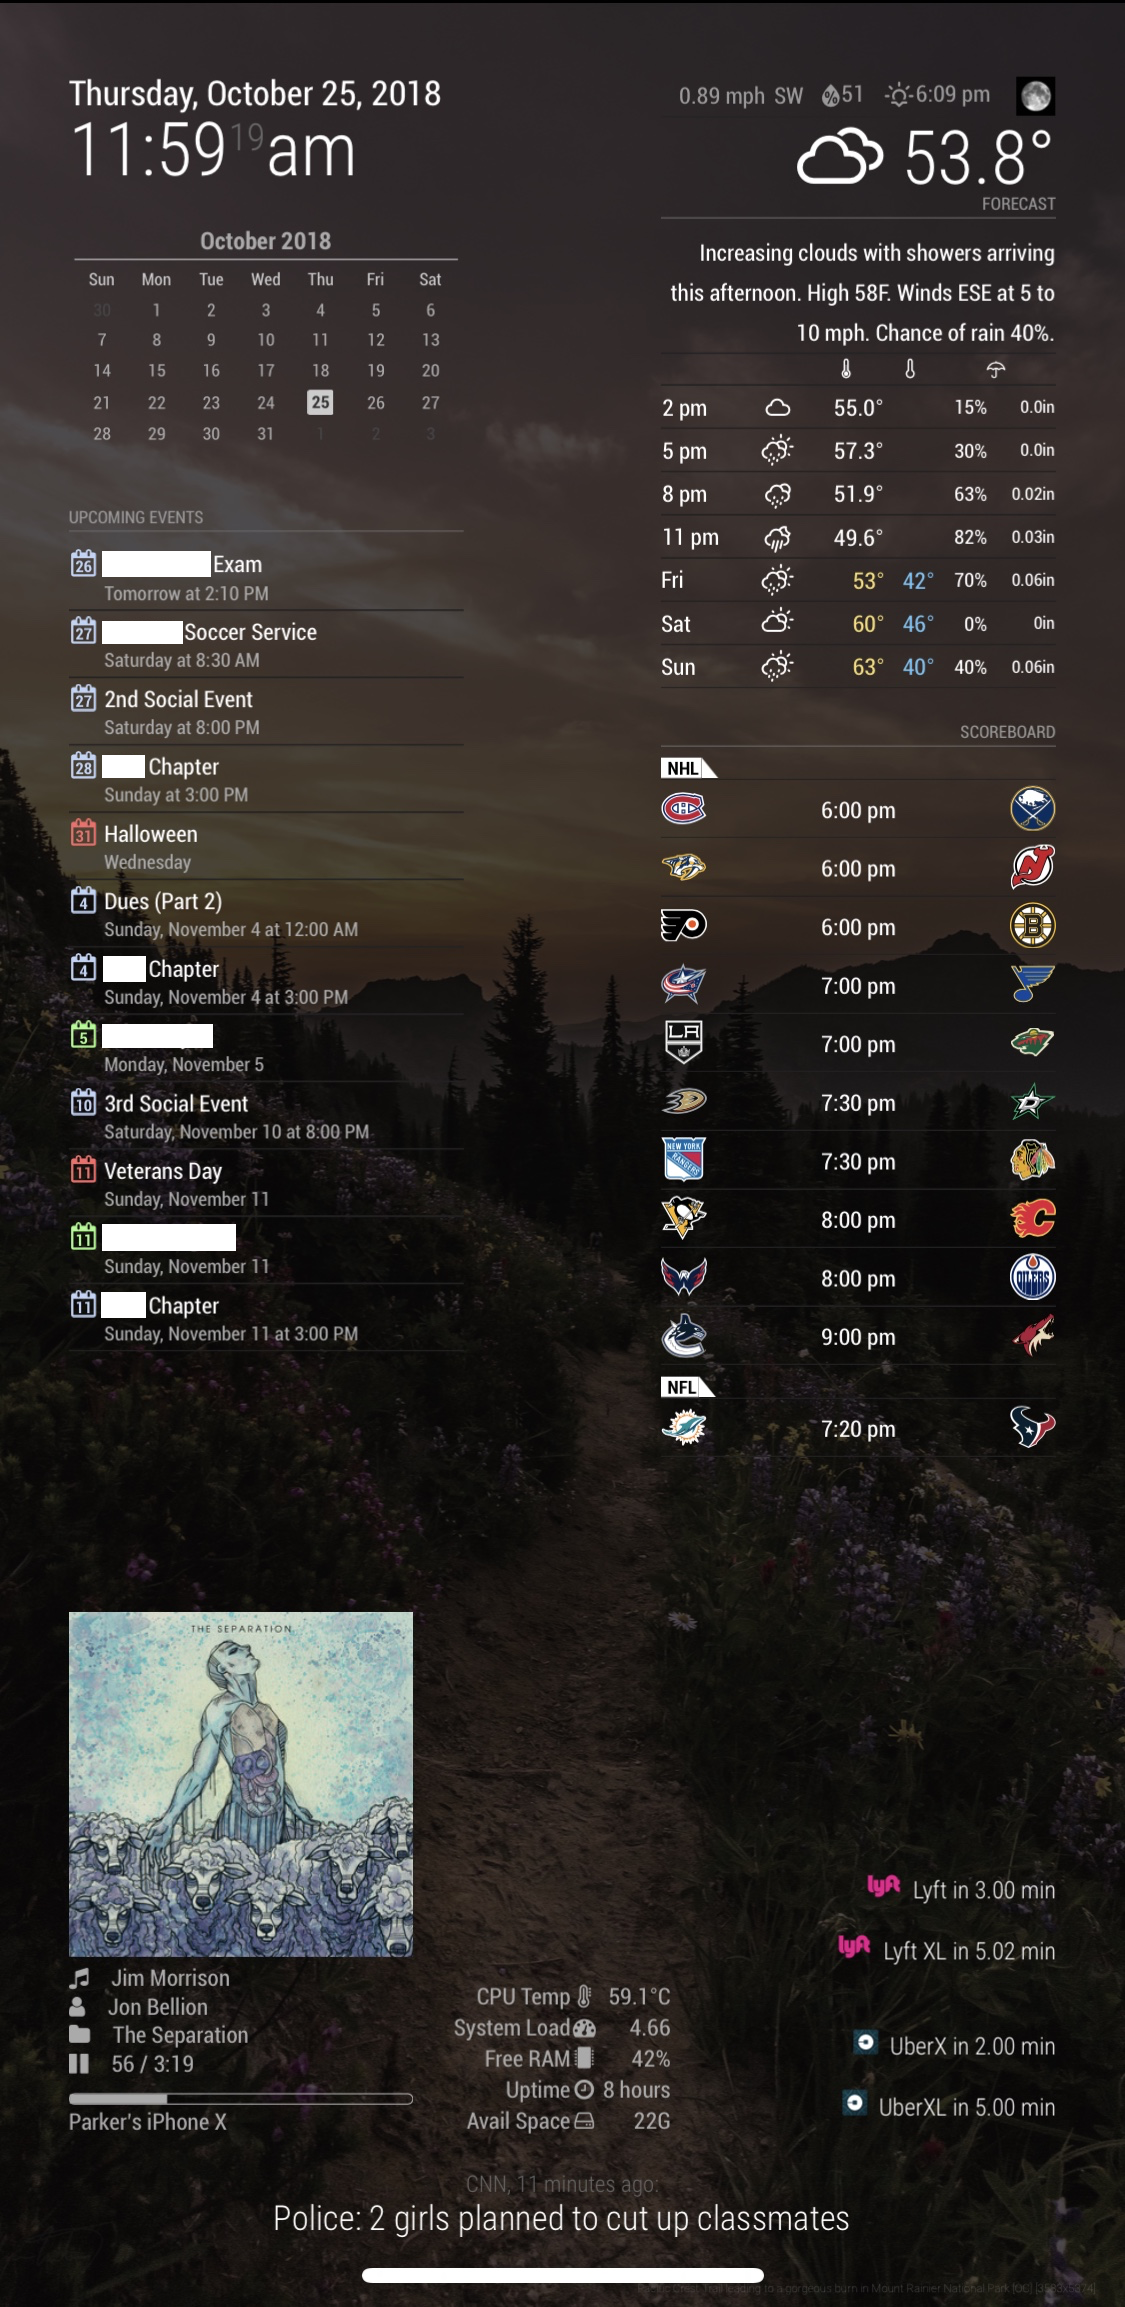 Thursday, October 25, 2018
11:59 19 am
0.89 mph SW 51 6:09 pm
53.8°
FORECAST
Increasing clouds with showers arriving
this afternoon. High 58F. Winds ESE at 5 to
10 mph. Chance of rain 40%.
2 pm 55.0° 15% 0.0in
5 pm 57.3° 30% 0.0in
8 pm 51.9° 63% 0.02in
11 pm 49.6° 82% 0.03in
Fri 53° 42° 70% 0.06in
Sat 60° 46° 0% 0in
Sun 63° 40° 40% 0.06in
October 2018
Sun Mon Tue Wed Thu Fri Sat
30 1 2 3 4 5 6
7 8 9 10 11 12 13
14 15 16 17 18 19 20
21 22 23 24 25 26 27
28 29 30 31 1 2 3
UPCOMING EVENTS
26 Exam
Tomorrow at 2:10 PM
27 Soccer Service
Saturday at 8:30 AM
27 2nd Social Event
Saturday at 8:00 PM
28 Chapter
Sunday at 3:00 PM
31 Halloween
Wednesday
4 Dues (Part 2)
Sunday, November 4 at 12:00 AM
4 Chapter
Sunday, November 4 at 3:00 PM
5
Monday, November 5
10 3rd Social Event
Saturday, November 10 at 8:00 PM
11 Veterans Day
Sunday, November 11
11
Sunday, November 11
11 Chapter
Sunday, November 11 at 3:00 PM
SCOREBOARD
NHL
6:00 pm
6:00 pm
6:00 pm B
7:00 pm
LA 7:00 pm
7:30 pm D
NEW YORK RANGERS 7:30 pm
8:00 pm
8:00 pm OILERS
9:00 pm
NFL
7:20 pm
THE SEPARATION
Jim Morrison
Jon Bellion
The Separation
56 / 3:19
Parker's iPhone X
CPU Temp 59.1°C
System Load 4.66
Free RAM 42%
Uptime 8 hours
Avail Space 22G
lyft Lyft in 3.00 min
lyft Lyft XL in 5.02 min
UberX in 2.00 min
UberXL in 5.00 min
CNN, 11 minutes ago:
Police: 2 girls planned to cut up classmates
Pacific Crest Trail leading to a gorgeous burn in Mount Rainier National Park [OC]